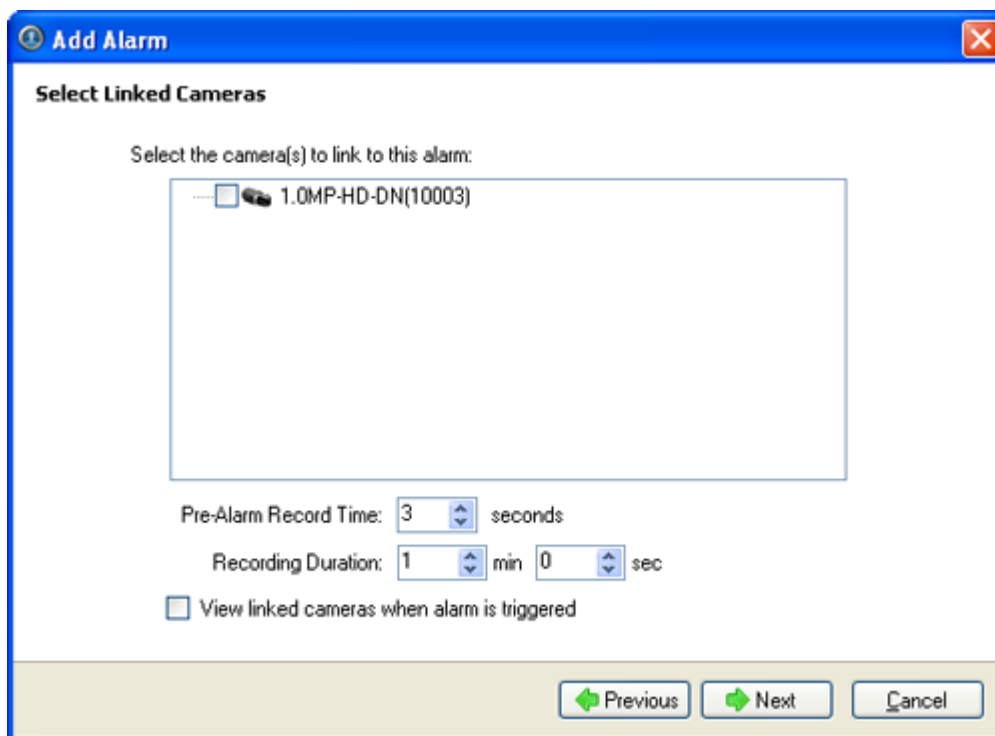 Add Alarm
Select Linked Cameras
Select the camera(s) to link to this alarm:
1.0MP-HD-DN(10003)
Pre-Alarm Record Time: 3 seconds
Recording Duration: 1 min 0 sec
View linked cameras when alarm is triggered
Previous Next Cancel